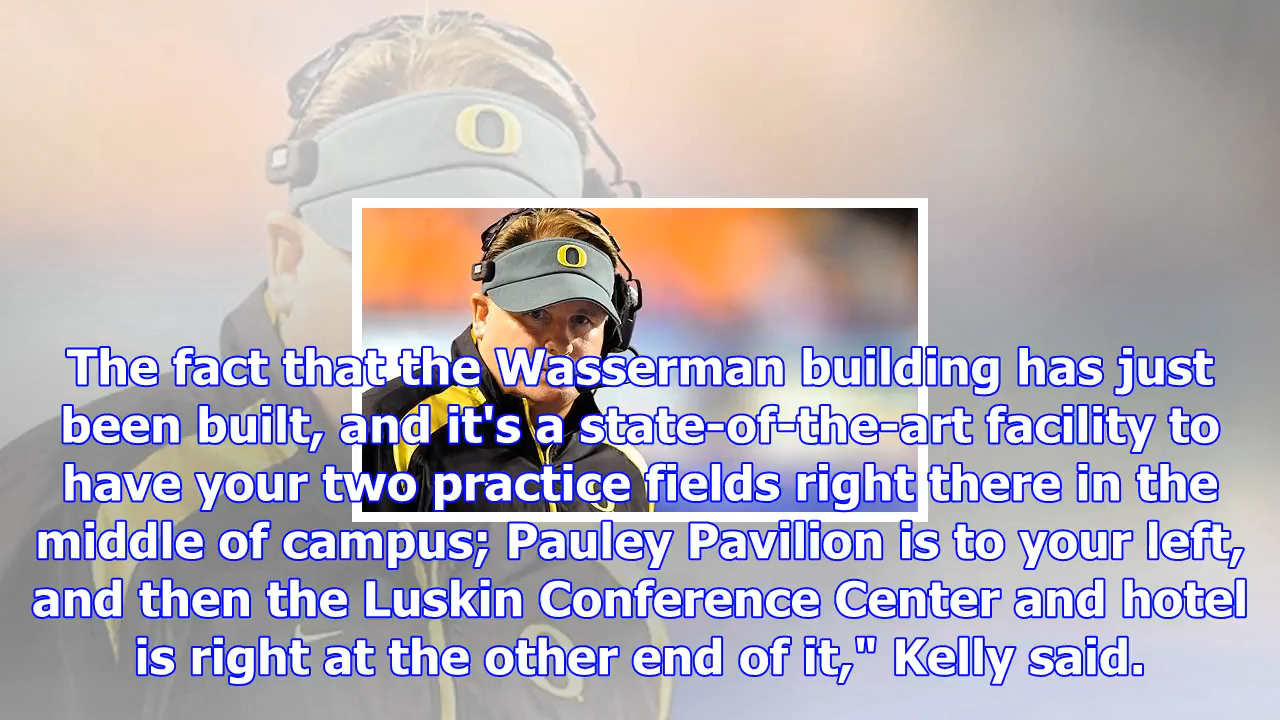 O
O
The fact that the Wasserman building has just
been built, and it's a state-of-the-art facility to
have your two practice fields right there in the
middle of campus; Pauley Pavilion is to your left,
and then the Luskin Conference Center and hotel
is right at the other end of it," Kelly said.